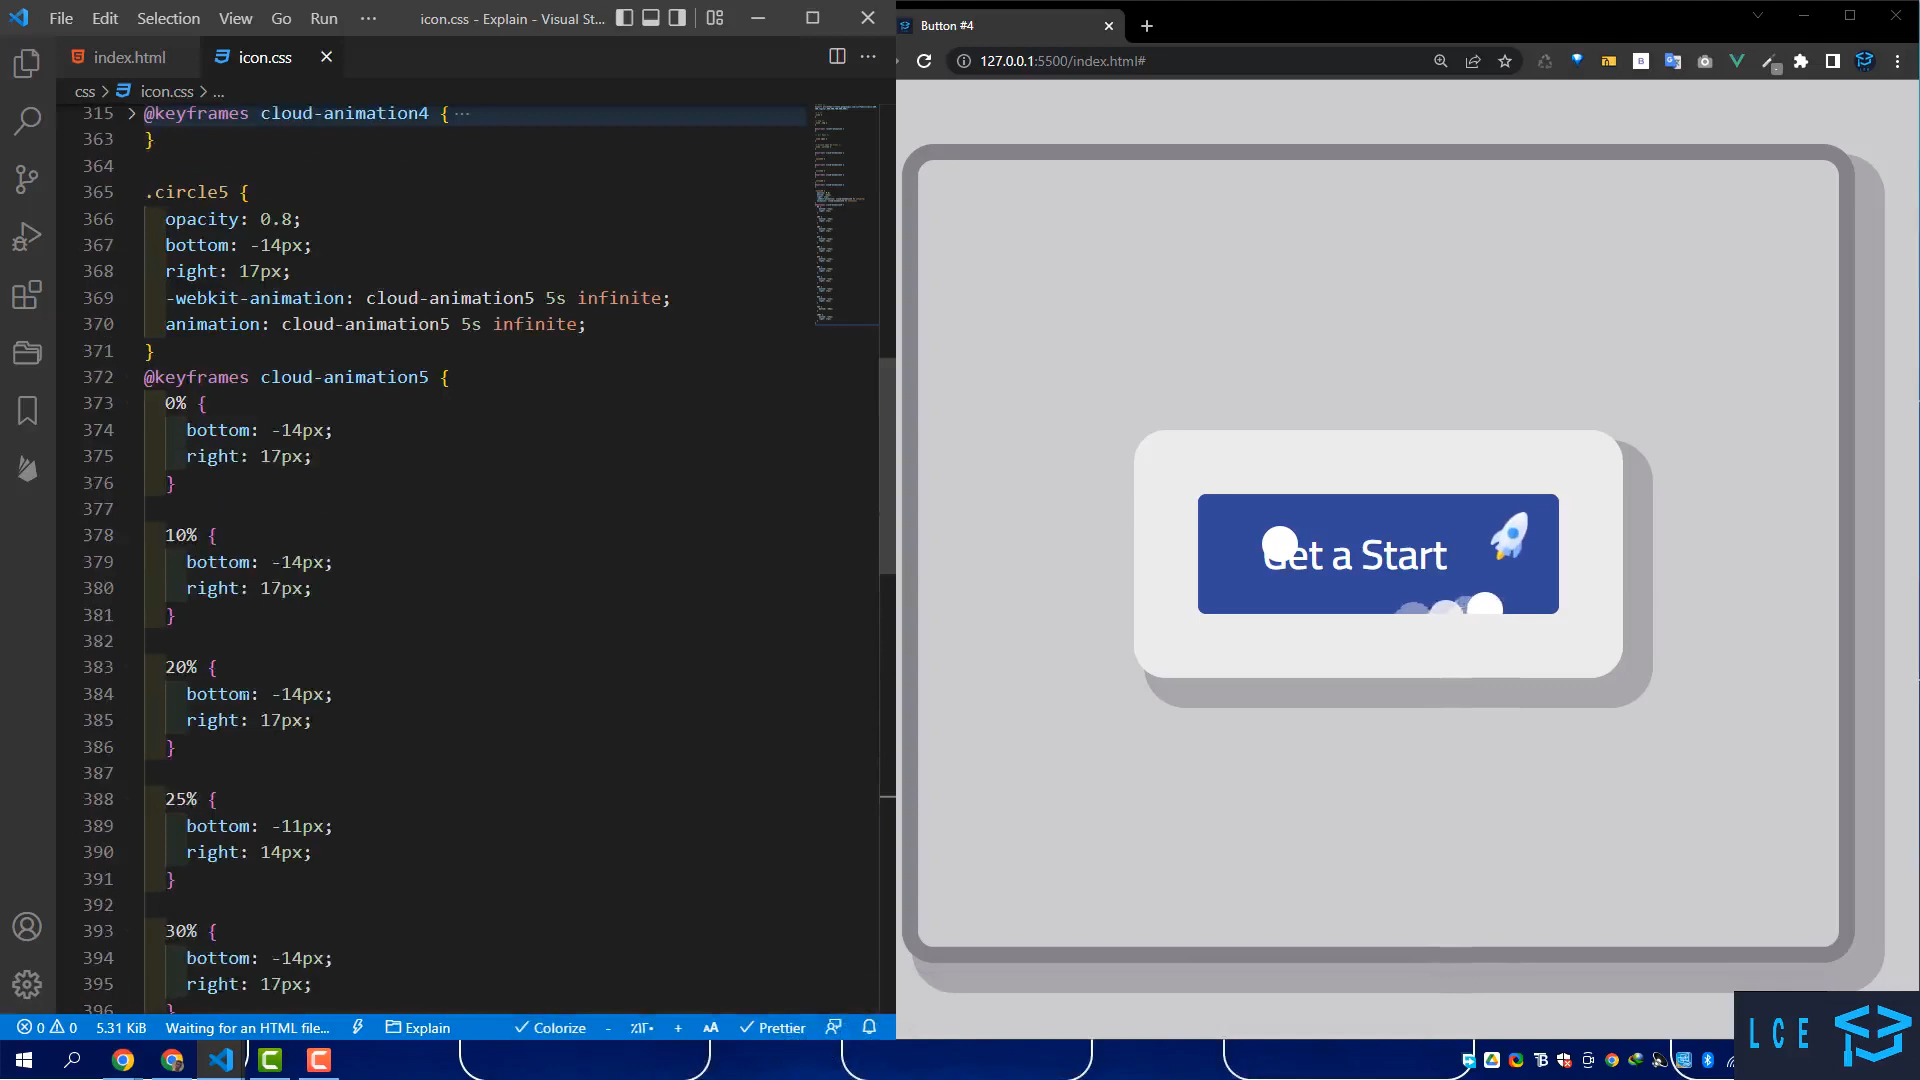 File Edit Selection View Go Run ··· icon.css - Explain - Visual St...
index.html icon.css
css > icon.css > ...
315 @keyframes cloud-animation4 { ···
363 }
364
365 .circle5 {
366 opacity: 0.8;
367 bottom: -14px;
368 right: 17px;
369 -webkit-animation: cloud-animation5 5s infinite;
370 animation: cloud-animation5 5s infinite;
371 }
372 @keyframes cloud-animation5 {
373 0% {
374 bottom: -14px;
375 right: 17px;
376 }
377
378 10% {
379 bottom: -14px;
380 right: 17px;
381 }
382
383 20% {
384 bottom: -14px;
385 right: 17px;
386 }
387
388 25% {
389 bottom: -11px;
390 right: 14px;
391 }
392
393 30% {
394 bottom: -14px;
395 right: 17px;
396 }
0 0 5.31 KiB Waiting for an HTML file... Explain Colorize - + Prettier
Button #4
127.0.0.1:5500/index.html#
Get a Start
LCE